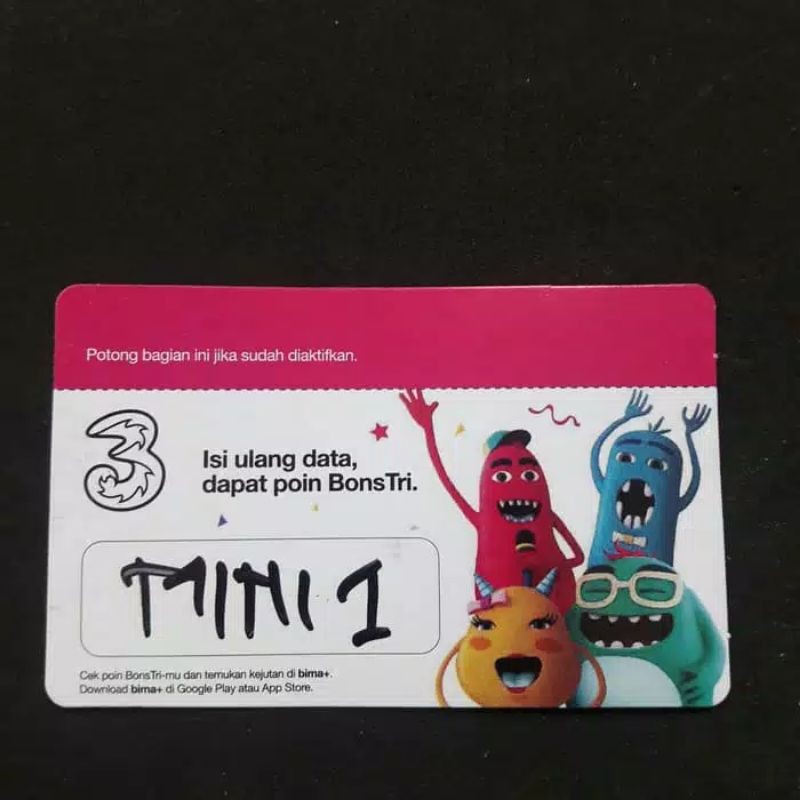 Potong bagian ini jika sudah diaktifkan.
3
Isi ulang data,
dapat poin BonsTri.
MINI 1
Cek poin BonsTri-mu dan temukan kejutan di bima+.
Download bima+ di Google Play atau App Store.